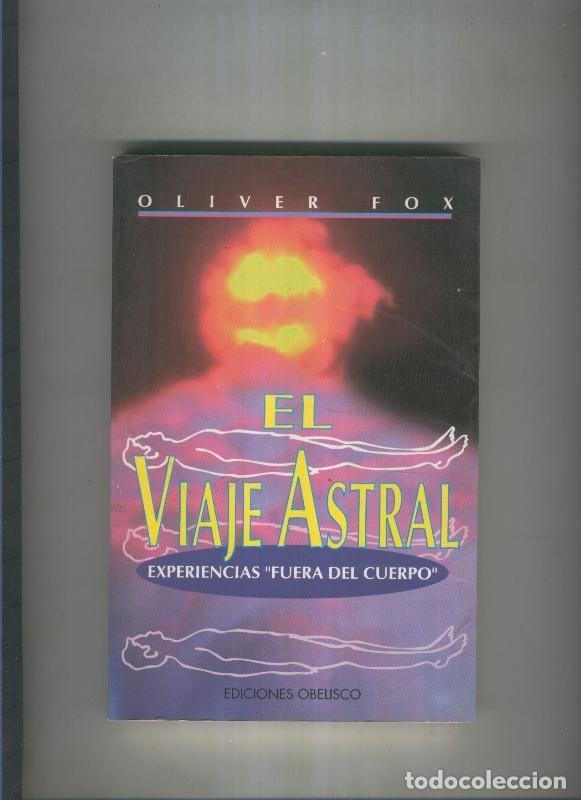 OLIVER FOX
EL
VIAJE ASTRAL
EXPERIENCIAS "FUERA DEL CUERPO"
EDICIONES OBELISCO
todocoleccion